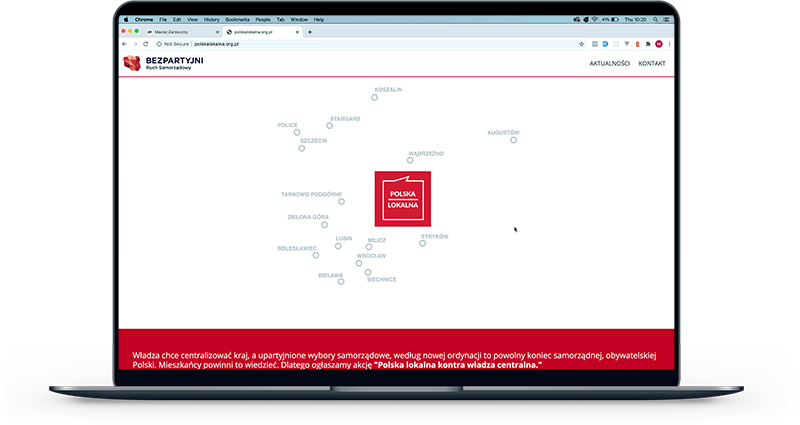 Chrome File Edit View History Bookmarks People Tab Window Help 41% Thu 10:20
Maciej Zarzeczny polskalokalna.org.pl
Not Secure | polskalokalna.org.pl
BEZPARTYJNI
Ruch Samorządowy
AKTUALNOŚCI KONTAKT
KOSZALIN
STARGARD
POLICE
AUGUSTÓW
SZCZECIN
WĄBRZEŹNO
POLSKA
LOKALNA
TARNOWO PODGÓRNE
ZIELONA GÓRA
STRYKÓW
LUBIN
MILICZ
BOLESŁAWIEC
WROCŁAW
BIELAWA
SIECHNICE
Władza chce centralizować kraj, a upartyjnione wybory samorządowe, według nowej ordynacji to powolny koniec samorządnej, obywatelskiej
Polski. Mieszkańcy powinni to wiedzieć. Dlatego ogłaszamy akcję "Polska lokalna kontra władza centralna."